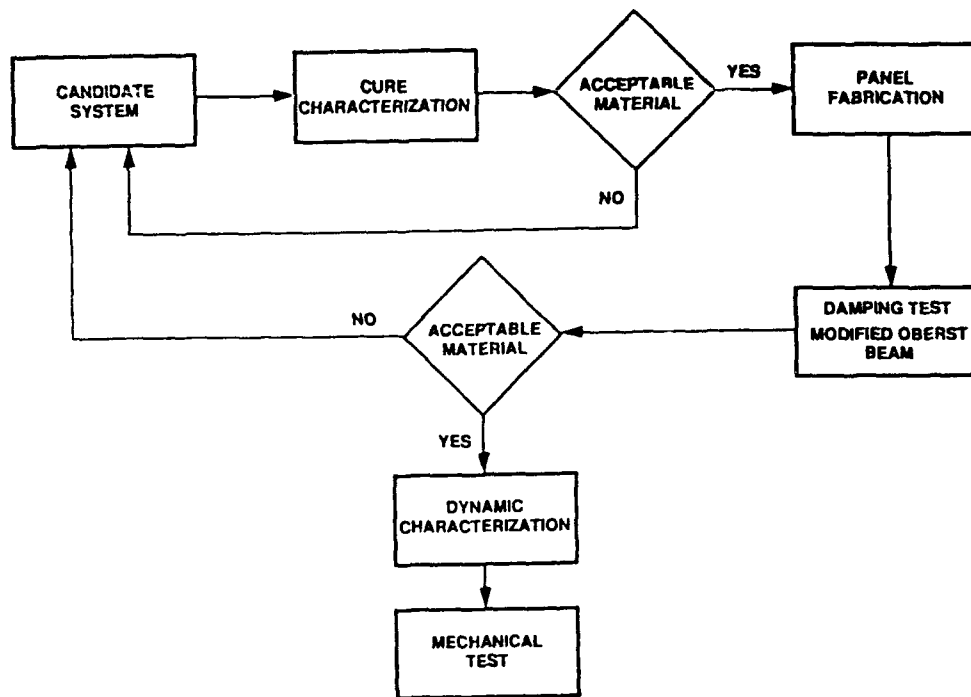 CANDIDATE
SYSTEM
CURE
CHARACTERIZATION
ACCEPTABLE
MATERIAL
YES
PANEL
FABRICATION
NO
DAMPING TEST
MODIFIED OBERST
BEAM
ACCEPTABLE
MATERIAL
NO
YES
DYNAMIC
CHARACTERIZATION
MECHANICAL
TEST